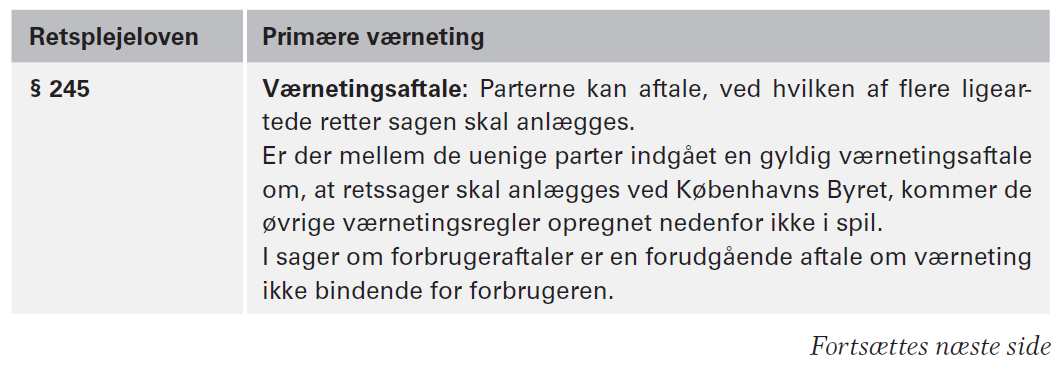 Retsplejeloven Primære værneting
§ 245 Værnetingsaftale: Parterne kan aftale, ved hvilken af flere ligear-
tede retter sagen skal anlægges.
Er der mellem de uenige parter indgået en gyldig værnetingsaftale
om, at retssager skal anlægges ved Københavns Byret, kommer de
øvrige værnetingsregler opregnet nedenfor ikke i spil.
I sager om forbrugeraftaler er en forudgående aftale om værneting
ikke bindende for forbrugeren.
Fortsættes næste side